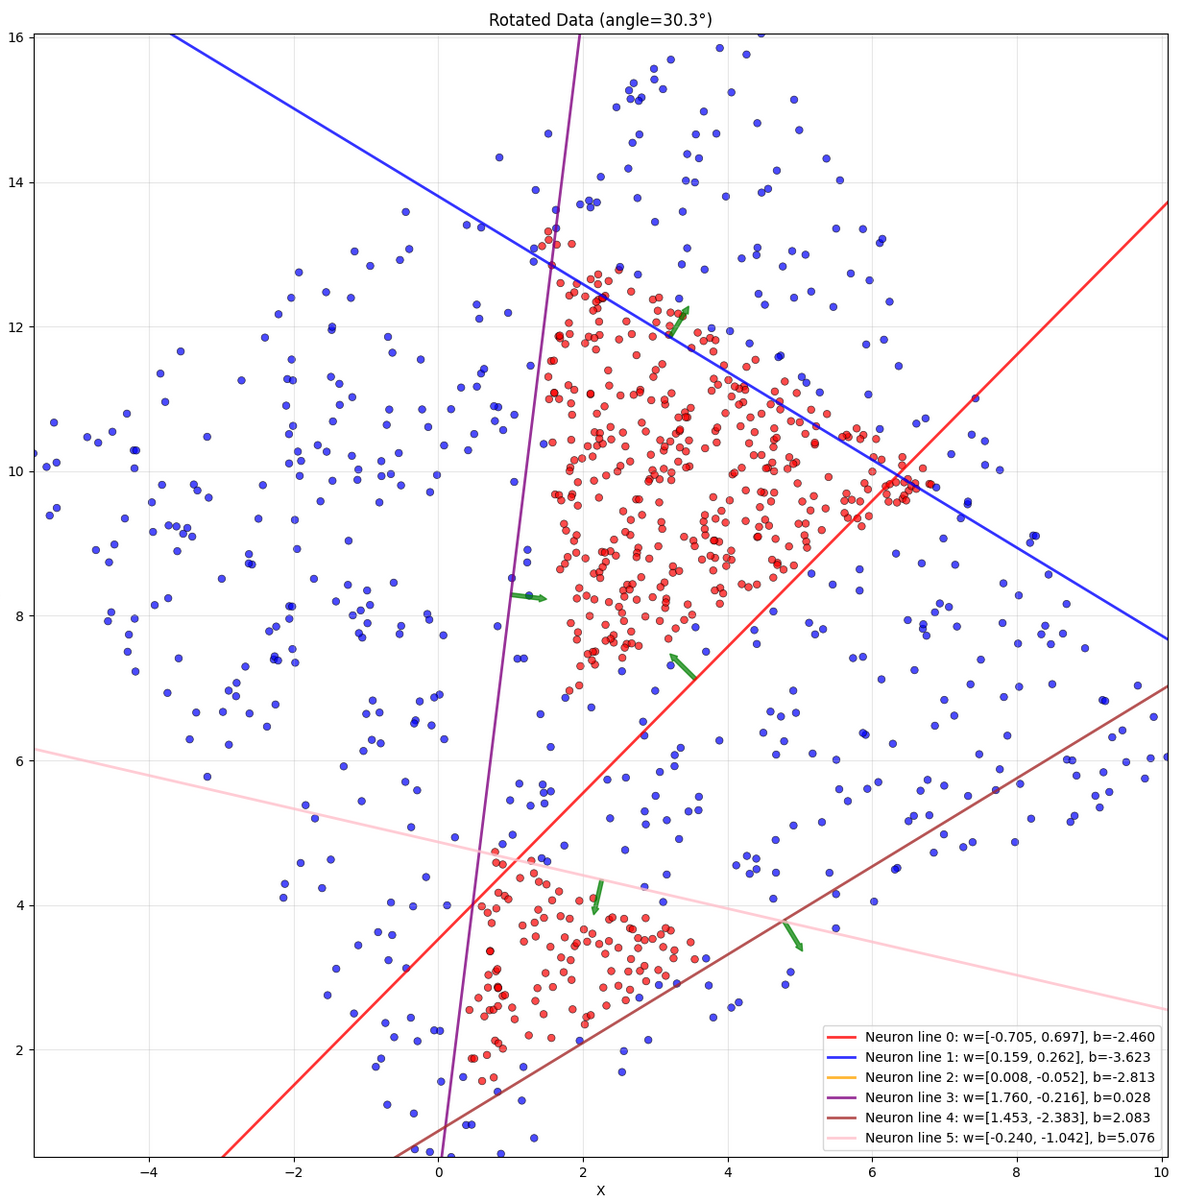 Rotated Data (angle=30.3°)
16
14
12
10
8
6
4
2
−4
−2
0
2
4
6
8
10
X
Neuron line 0: w=[-0.705, 0.697], b=-2.460
Neuron line 1: w=[0.159, 0.262], b=-3.623
Neuron line 2: w=[0.008, -0.052], b=-2.813
Neuron line 3: w=[1.760, -0.216], b=0.028
Neuron line 4: w=[1.453, -2.383], b=2.083
Neuron line 5: w=[-0.240, -1.042], b=5.076